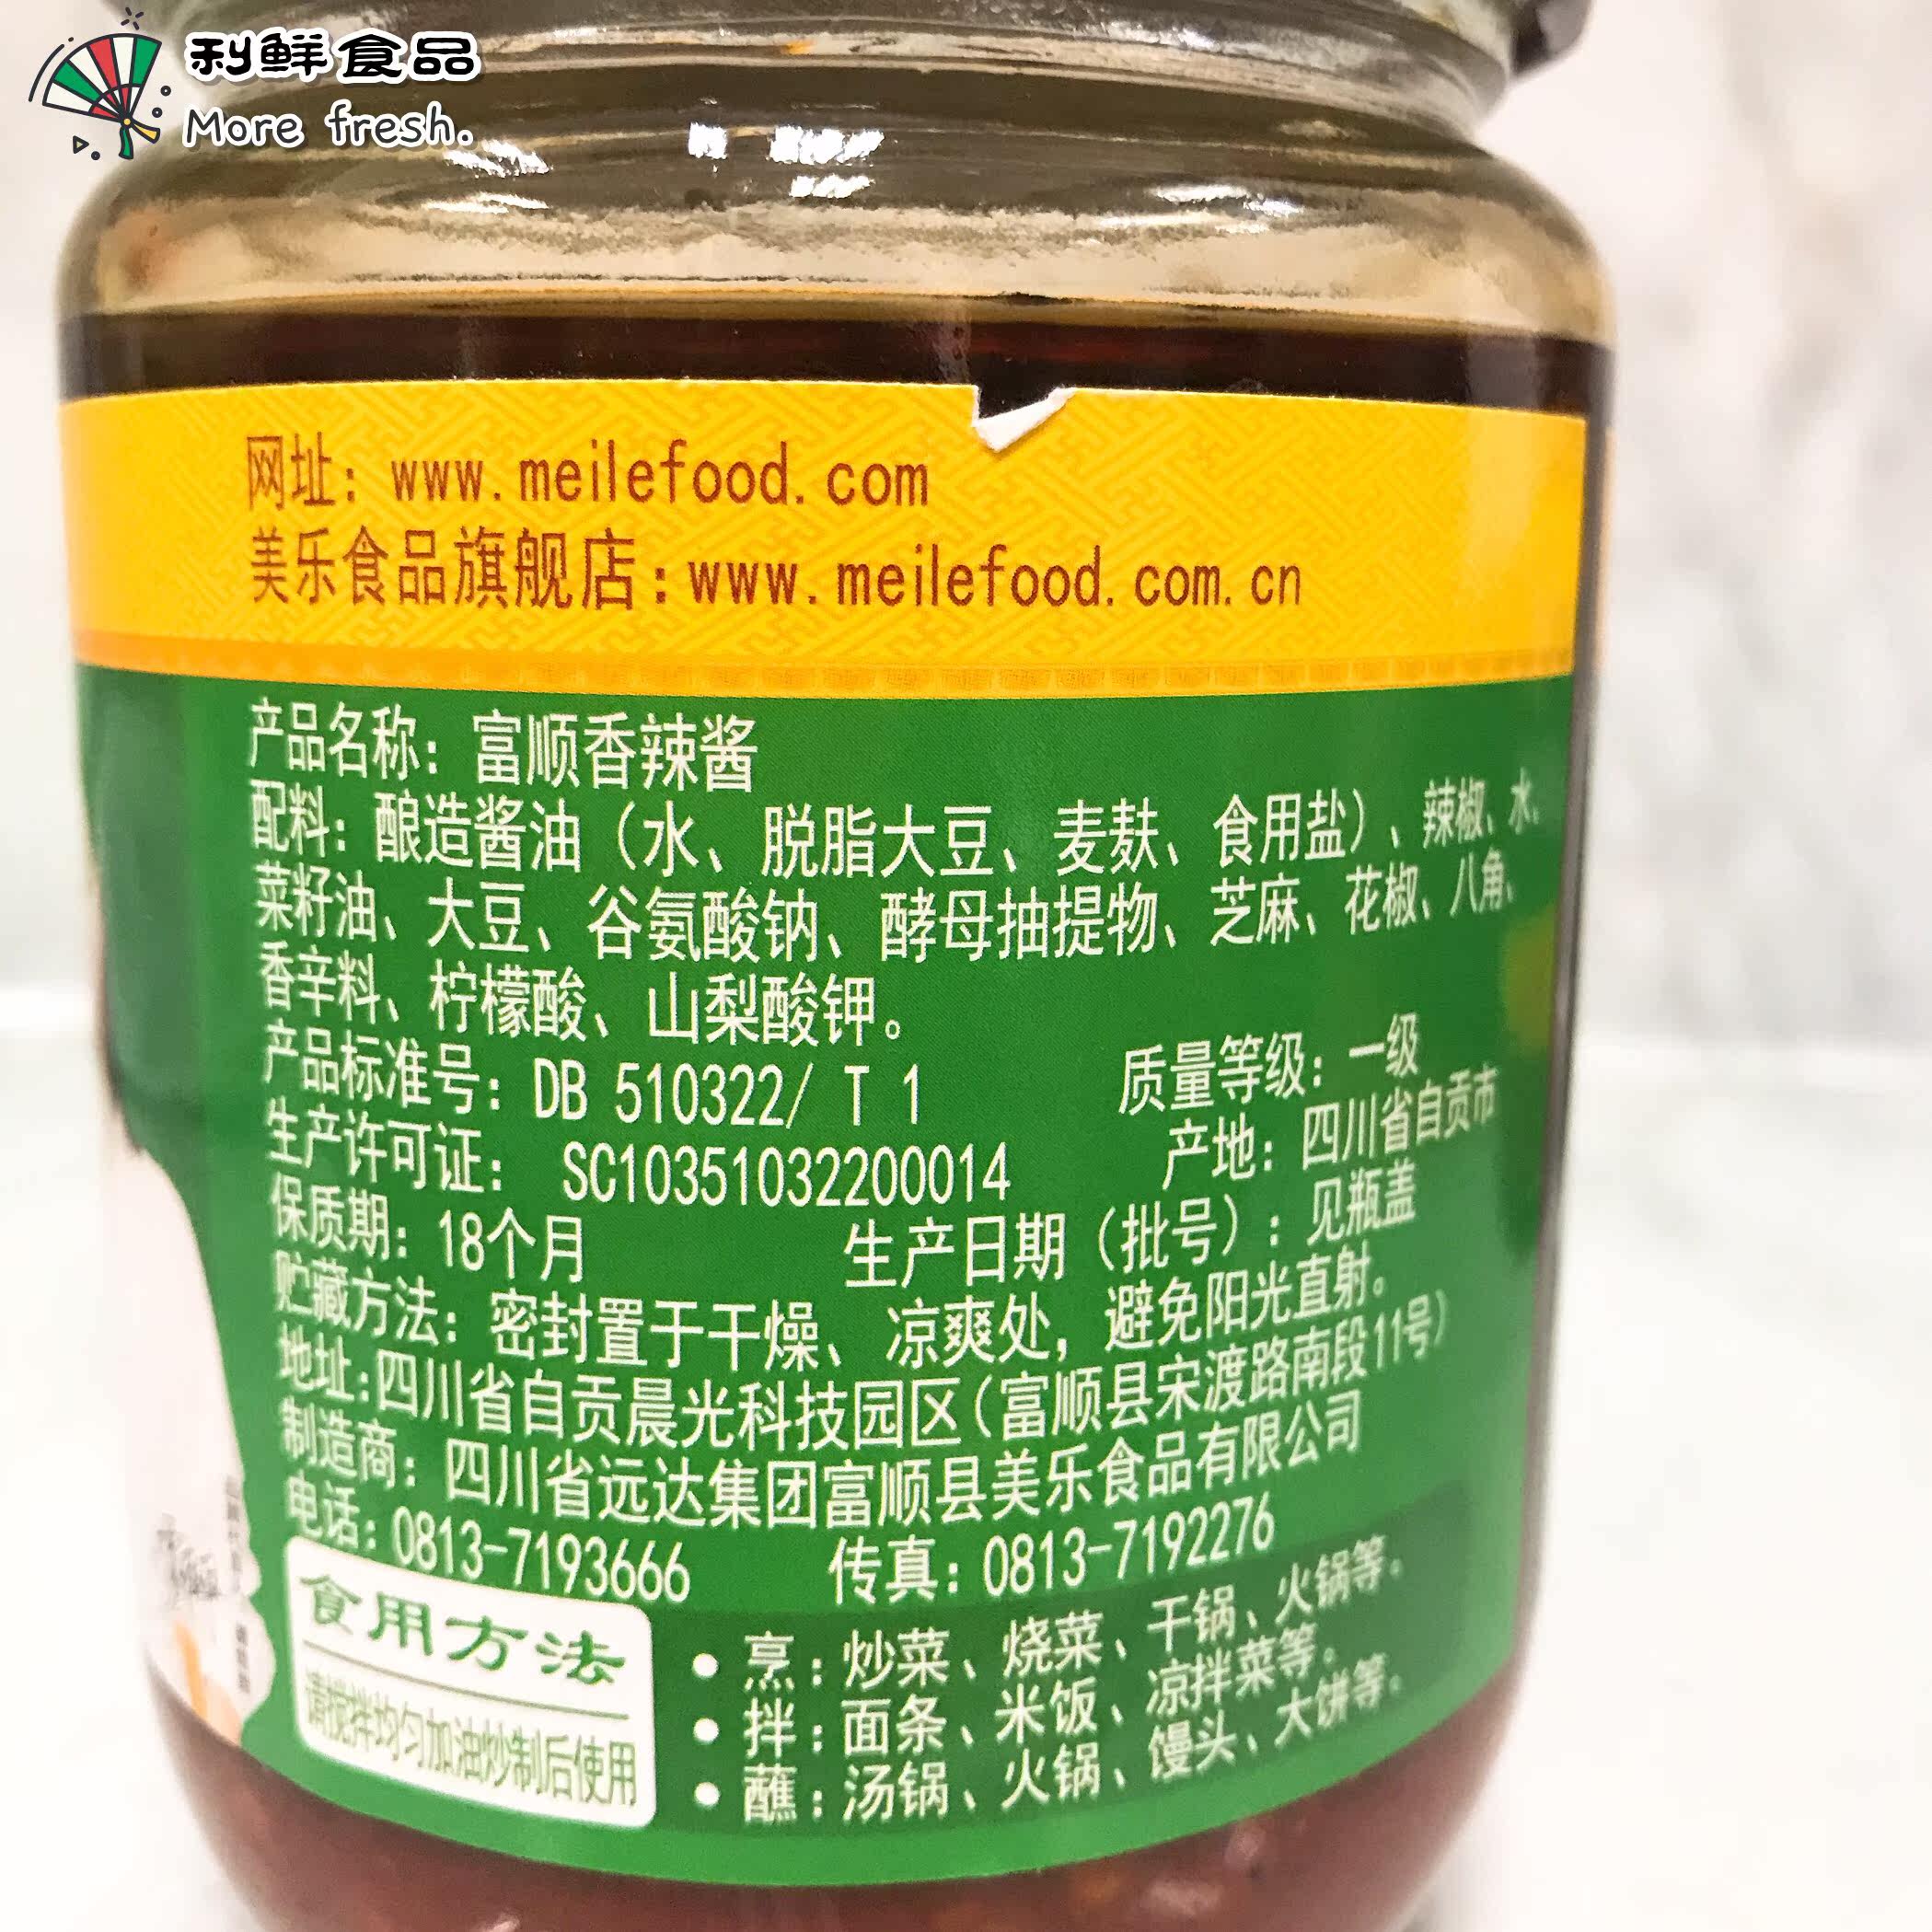 利鲜食品
More fresh.
网址：www.meilefood.com
美乐食品旗舰店：www.meilefood.com.cn
产品名称：富顺香辣酱
配料：酿造酱油（水、脱脂大豆、麦麸、食用盐）、辣椒、水、
菜籽油、大豆、谷氨酸钠、酵母抽提物、芝麻、花椒、八角、
香辛料、柠檬酸、山梨酸钾。
产品标准号：DB 510322/ T 1 质量等级：一级
生产许可证： SC10351032200014 产地：四川省自贡市
保质期：18个月 生产日期（批号）：见瓶盖
贮藏方法：密封置于干燥、凉爽处，避免阳光直射。
地址：四川省自贡晨光科技园区（富顺县宋渡路南段11号）
制造商：四川省远达集团富顺县美乐食品有限公司
电话：0813-7193666 传真：0813-7192276
食用方法
请搅拌均匀加油炒制后使用
• 烹：炒菜、烧菜、干锅、火锅等。
• 拌：面条、米饭、凉拌菜等。
• 蘸：汤锅、火锅、馒头、大饼等。